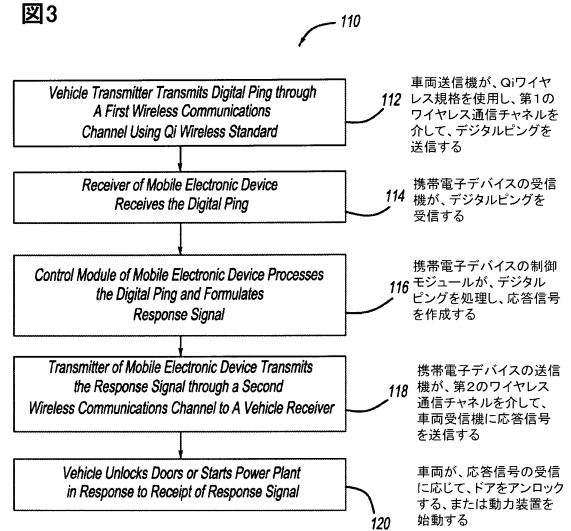 図3
110
Vehicle Transmitter Transmits Digital Ping through
A First Wireless Communications
Channel Using Qi Wireless Standard
112
車両送信機が、Qiワイヤ
レス規格を使用し、第1の
ワイヤレス通信チャネルを
介して、デジタルピングを
送信する
Receiver of Mobile Electronic Device
Receives the Digital Ping
114
携帯電子デバイスの受信
機が、デジタルピングを
受信する
Control Module of Mobile Electronic Device Processes
the Digital Ping and Formulates
Response Signal
116
携帯電子デバイスの制御
モジュールが、デジタル
ピングを処理し、応答信号
を作成する
Transmitter of Mobile Electronic Device Transmits
the Response Signal through a Second
Wireless Communications Channel to A Vehicle Receiver
118
携帯電子デバイスの送信
機が、第2のワイヤレス
通信チャネルを介して、
車両受信機に応答信号
を送信する
Vehicle Unlocks Doors or Starts Power Plant
in Response to Receipt of Response Signal
120
車両が、応答信号の受信
に応じて、ドアをアンロック
する、または動力装置を
始動する